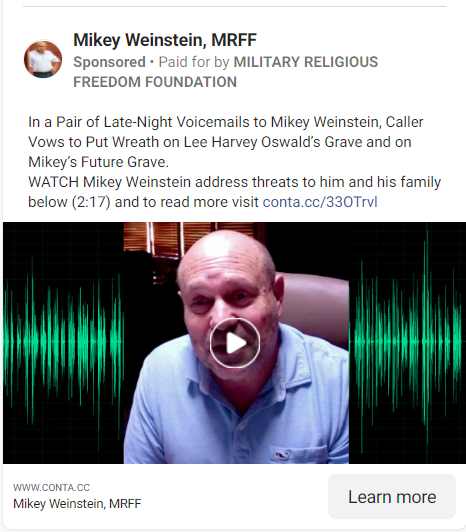 Mikey Weinstein, MRFF
Sponsored • Paid for by MILITARY RELIGIOUS
FREEDOM FOUNDATION
In a Pair of Late-Night Voicemails to Mikey Weinstein, Caller
Vows to Put Wreath on Lee Harvey Oswald's Grave and on
Mikey's Future Grave.
WATCH Mikey Weinstein address threats to him and his family
below (2:17) and to read more visit conta.cc/33OTrvl
WWW.CONTA.CC
Mikey Weinstein, MRFF
Learn more